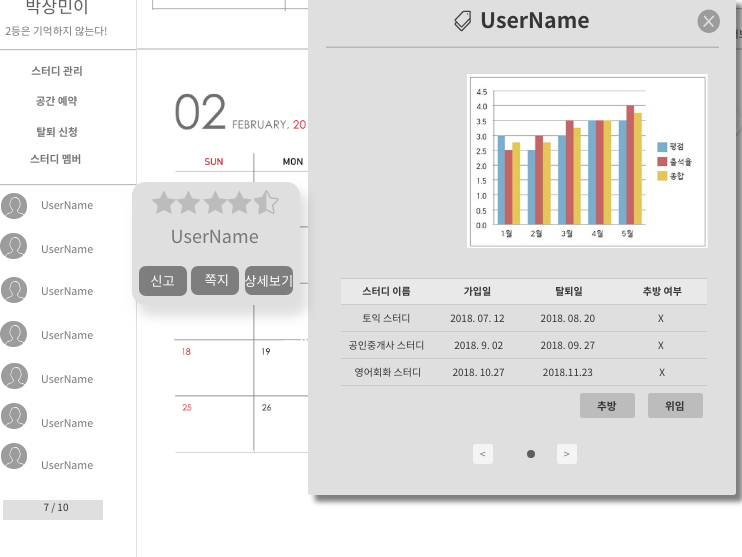 박상민이
2등은 기억하지 않는다!
스터디 관리
공간 예약
탈퇴 신청
스터디 멤버
UserName
UserName
UserName
UserName
UserName
UserName
UserName
7 / 10
02 FEBRUARY, 20
SUN MON
UserName
신고 쪽지 상세보기
18 19
25 26
UserName
X
4.5
4.0
3.5
3.0
2.5
2.0
1.5
1.0
0.5
0.0
1월 2월 3월 4월 5월
평점
출석율
종합
스터디 이름 가입일 탈퇴일 추방 여부
토익 스터디 2018. 07. 12 2018. 08. 20 X
공인중개사 스터디 2018. 9. 02 2018. 09. 27 X
영어회화 스터디 2018. 10.27 2018.11.23 X
추방 위임
< >